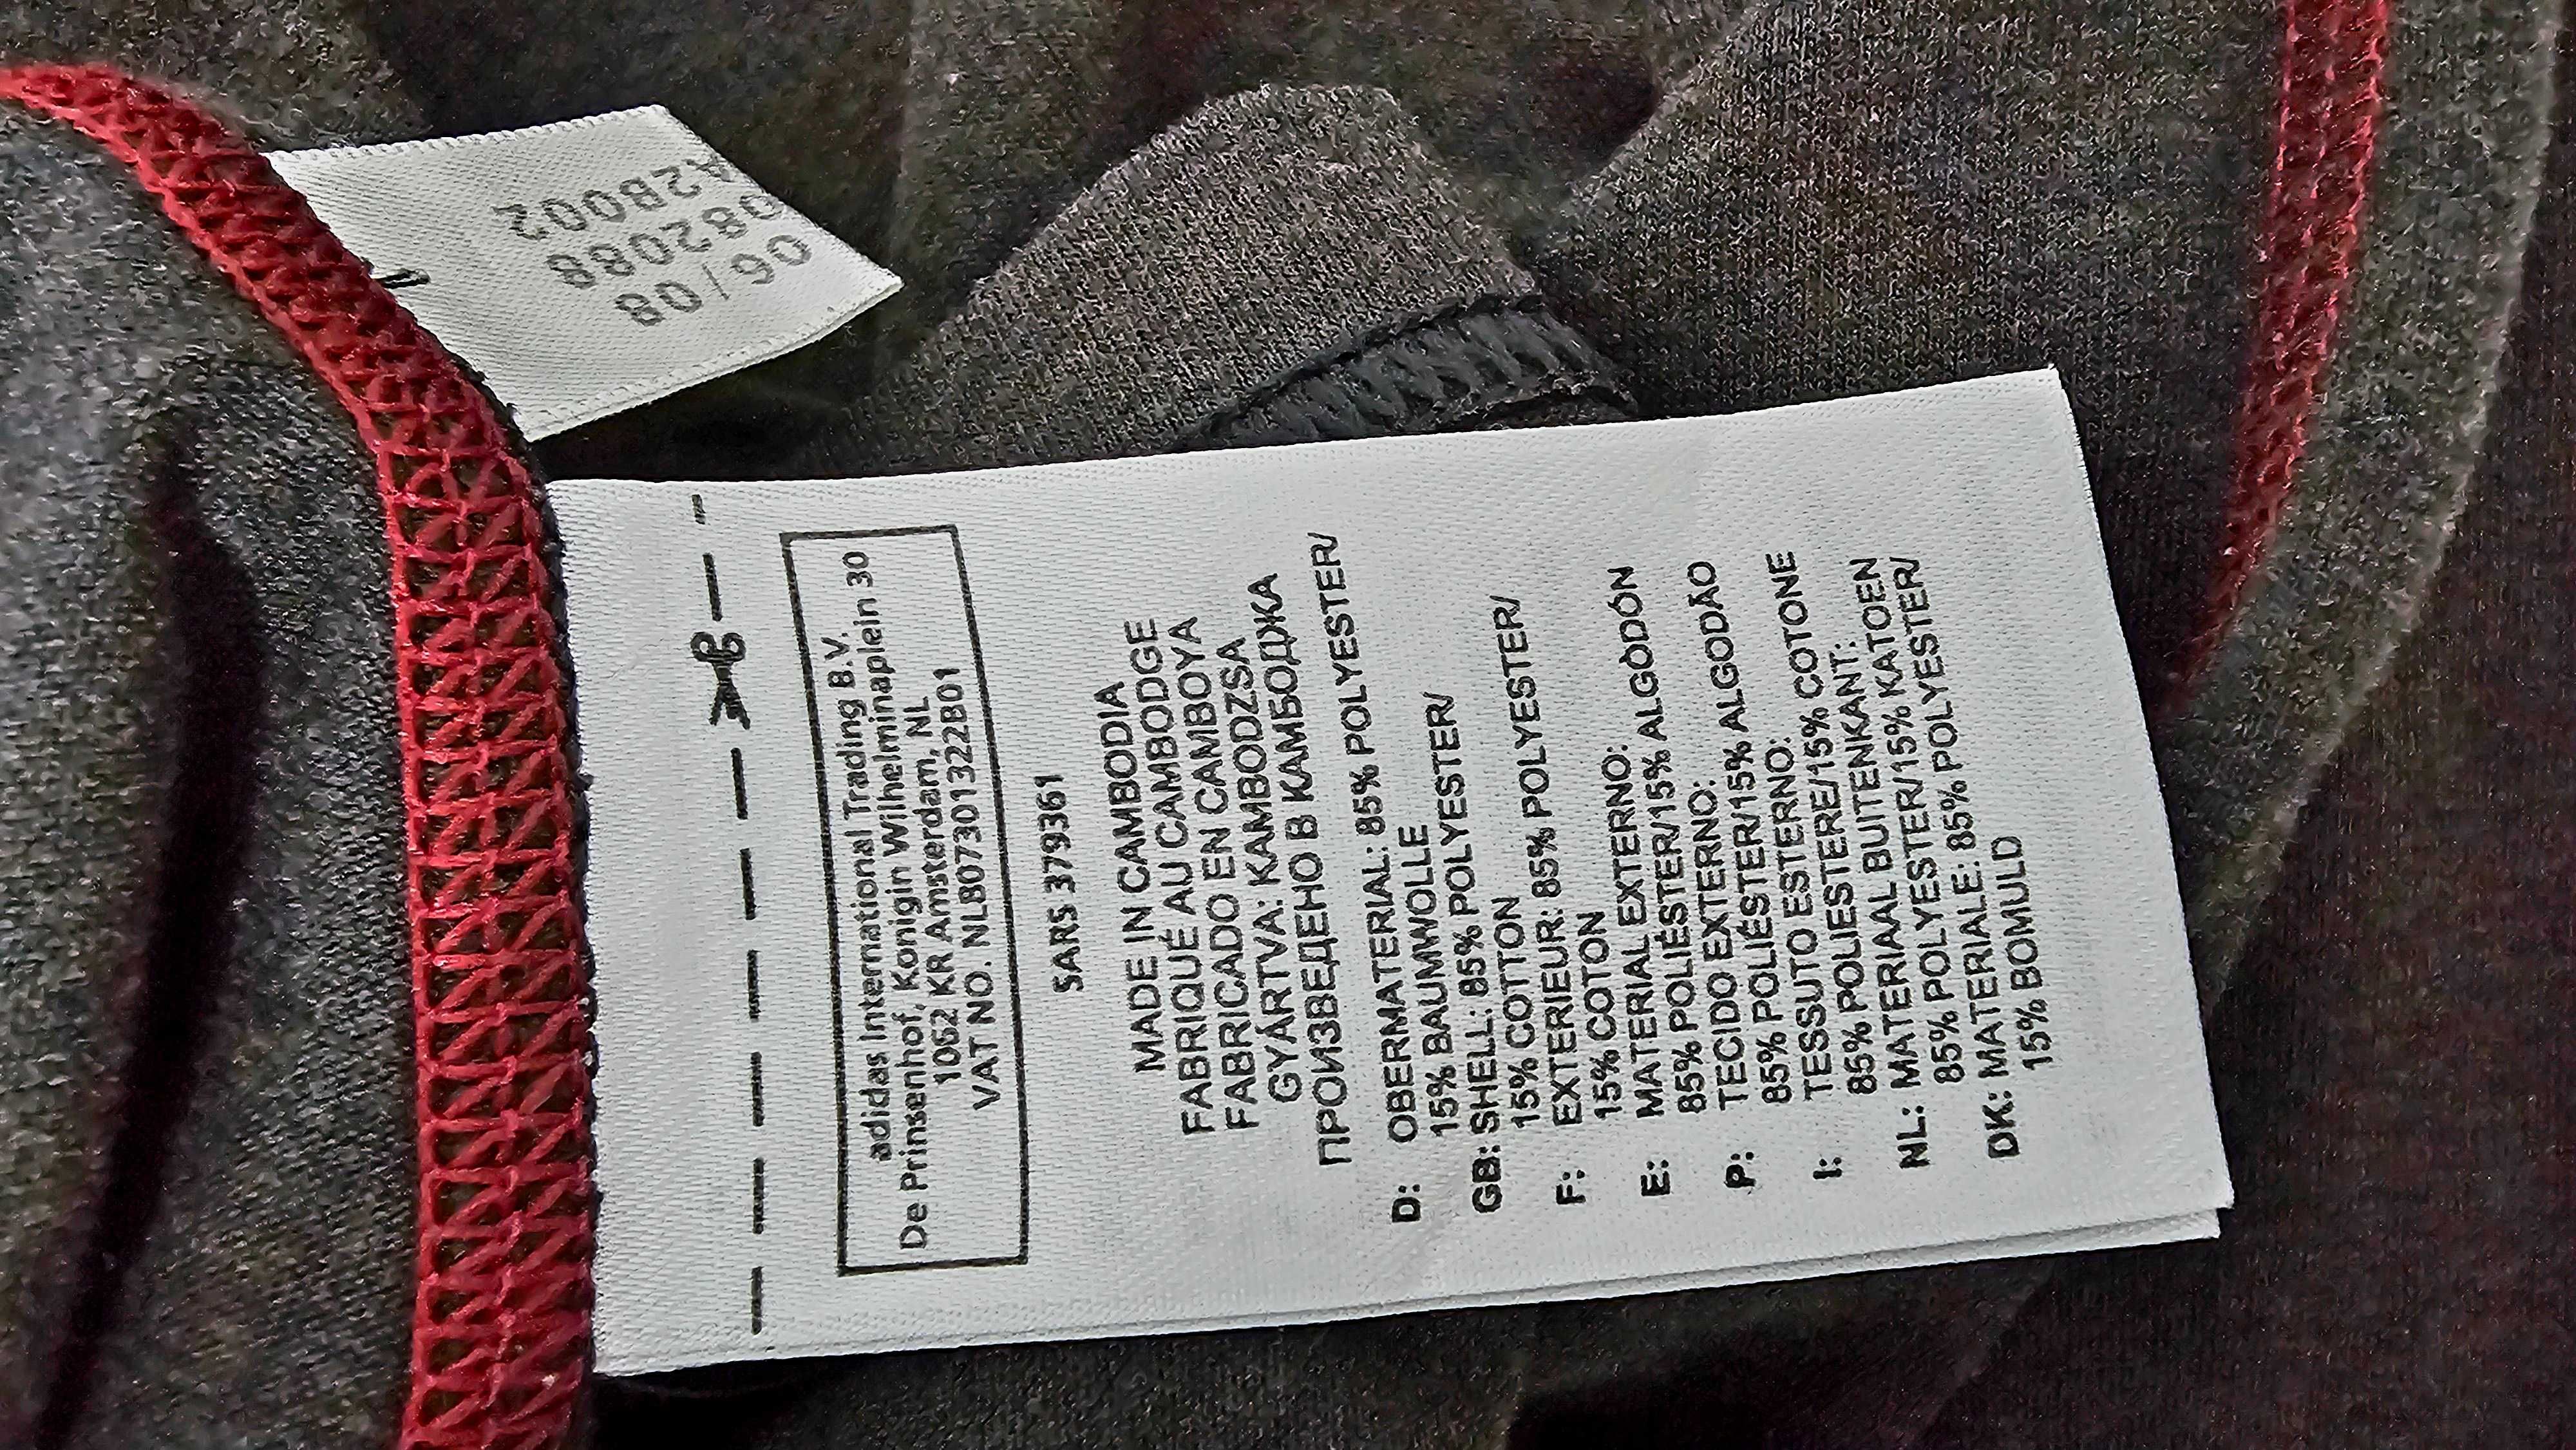 06/08
082088
A2B002
adidas International Trading B.V.
De Prinsenhof, Konigin Wilhelminaplein 30
1062 KR Amsterdam, NL
VAT NO. NL807301322B01
SARS 3793361
MADE IN CAMBODIA
FABRIQUÉ AU CAMBODGE
FABRICADO EN CAMBOYA
GYÁRTVA: KAMBODZSA
ПРОИЗВЕДЕНО В КАМБОДЖА
D: OBERMATERIAL: 85% POLYESTER/
15% BAUMWOLLE
GB: SHELL: 85% POLYESTER/
15% COTTON
F: EXTERIEUR: 85% POLYESTER/
15% COTON
E: MATERIAL EXTERNO:
85% POLIÉSTER/15% ALGODÓN
P: TECIDO EXTERNO:
85% POLIÉSTER/15% ALGODÃO
I: TESSUTO ESTERNO:
85% POLIESTERE/15% COTONE
NL: MATERIAAL BUITENKANT:
85% POLYESTER/15% KATOEN
DK: MATERIALE: 85% POLYESTER/
15% BOMULD